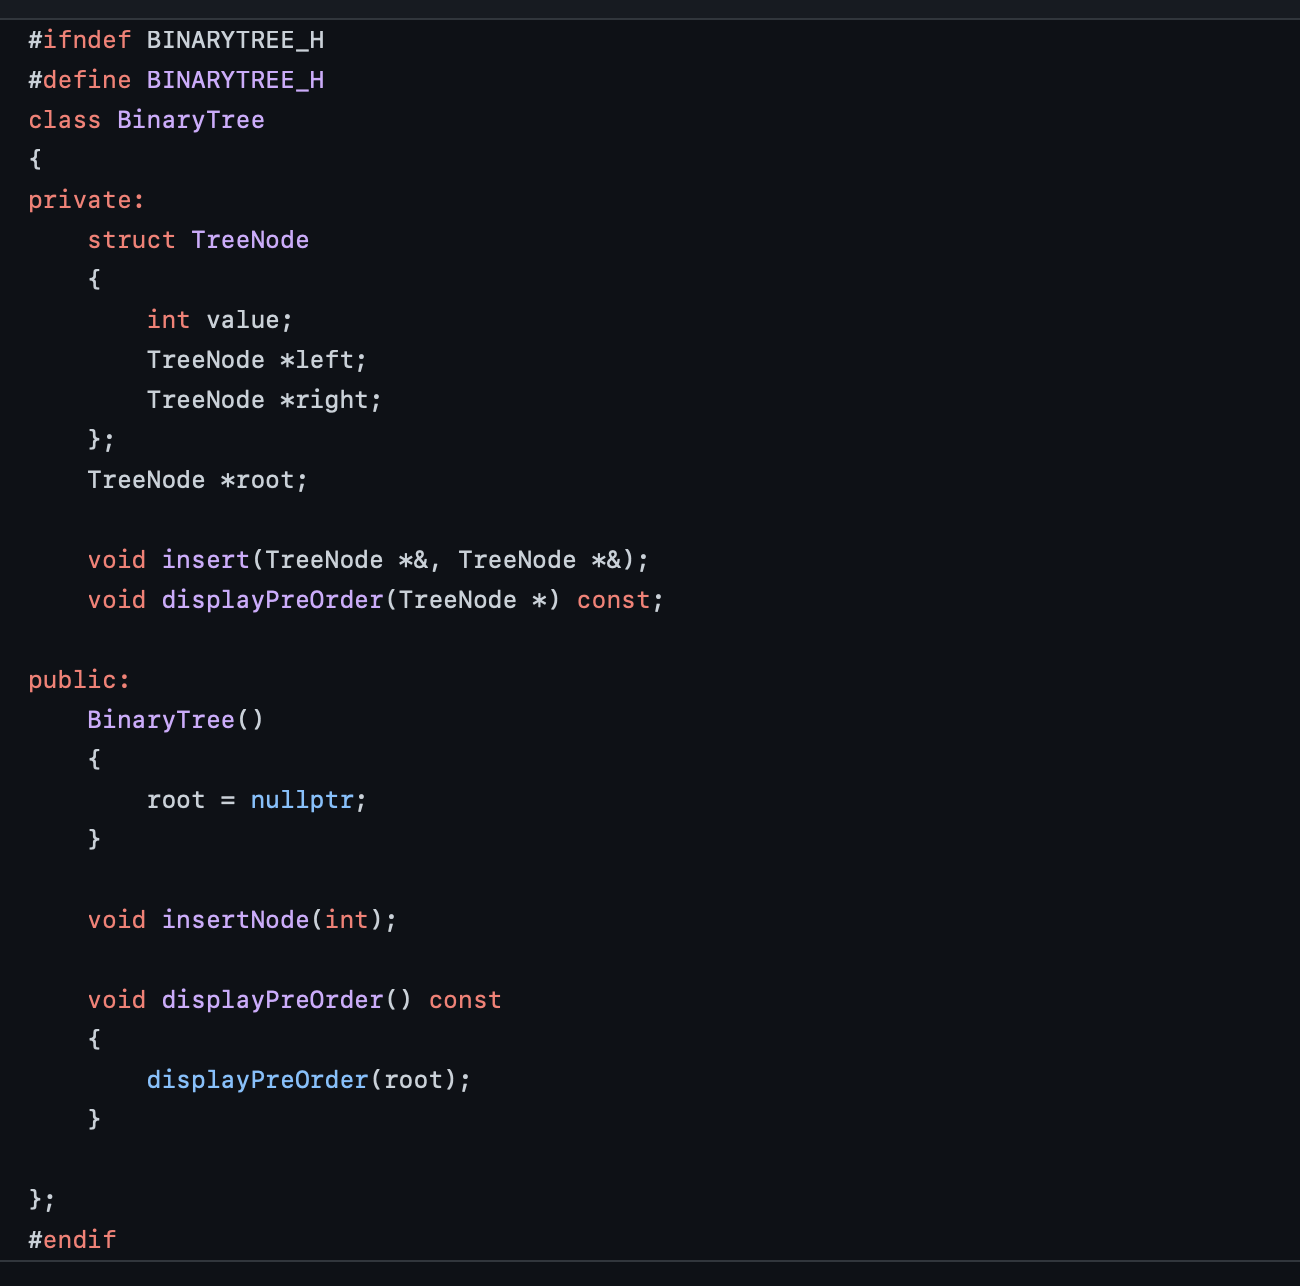 #ifndef BINARYTREE_H
#define BINARYTREE_H
class BinaryTree
{
private:
    struct TreeNode
    {
        int value;
        TreeNode *left;
        TreeNode *right;
    };
    TreeNode *root;

    void insert(TreeNode *&, TreeNode *&);
    void displayPreOrder(TreeNode *) const;

public:
    BinaryTree()
    {
        root = nullptr;
    }

    void insertNode(int);

    void displayPreOrder() const
    {
        displayPreOrder(root);
    }

};
#endif